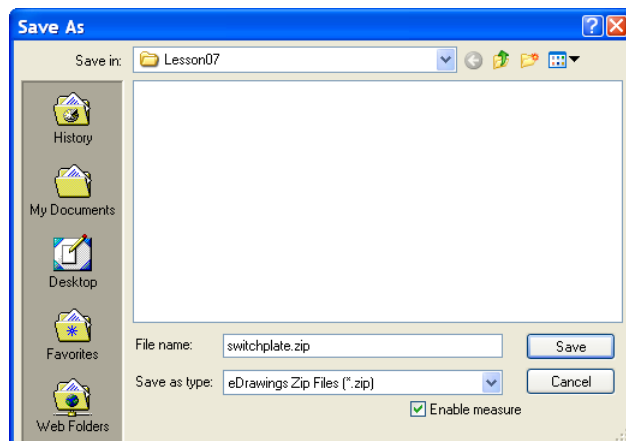 Save As
Save in:
Lesson07
History
My Documents
Desktop
Favorites
Web Folders
File name:
switchplate.zip
Save
Save as type:
eDrawings Zip Files (*.zip)
Cancel
Enable measure